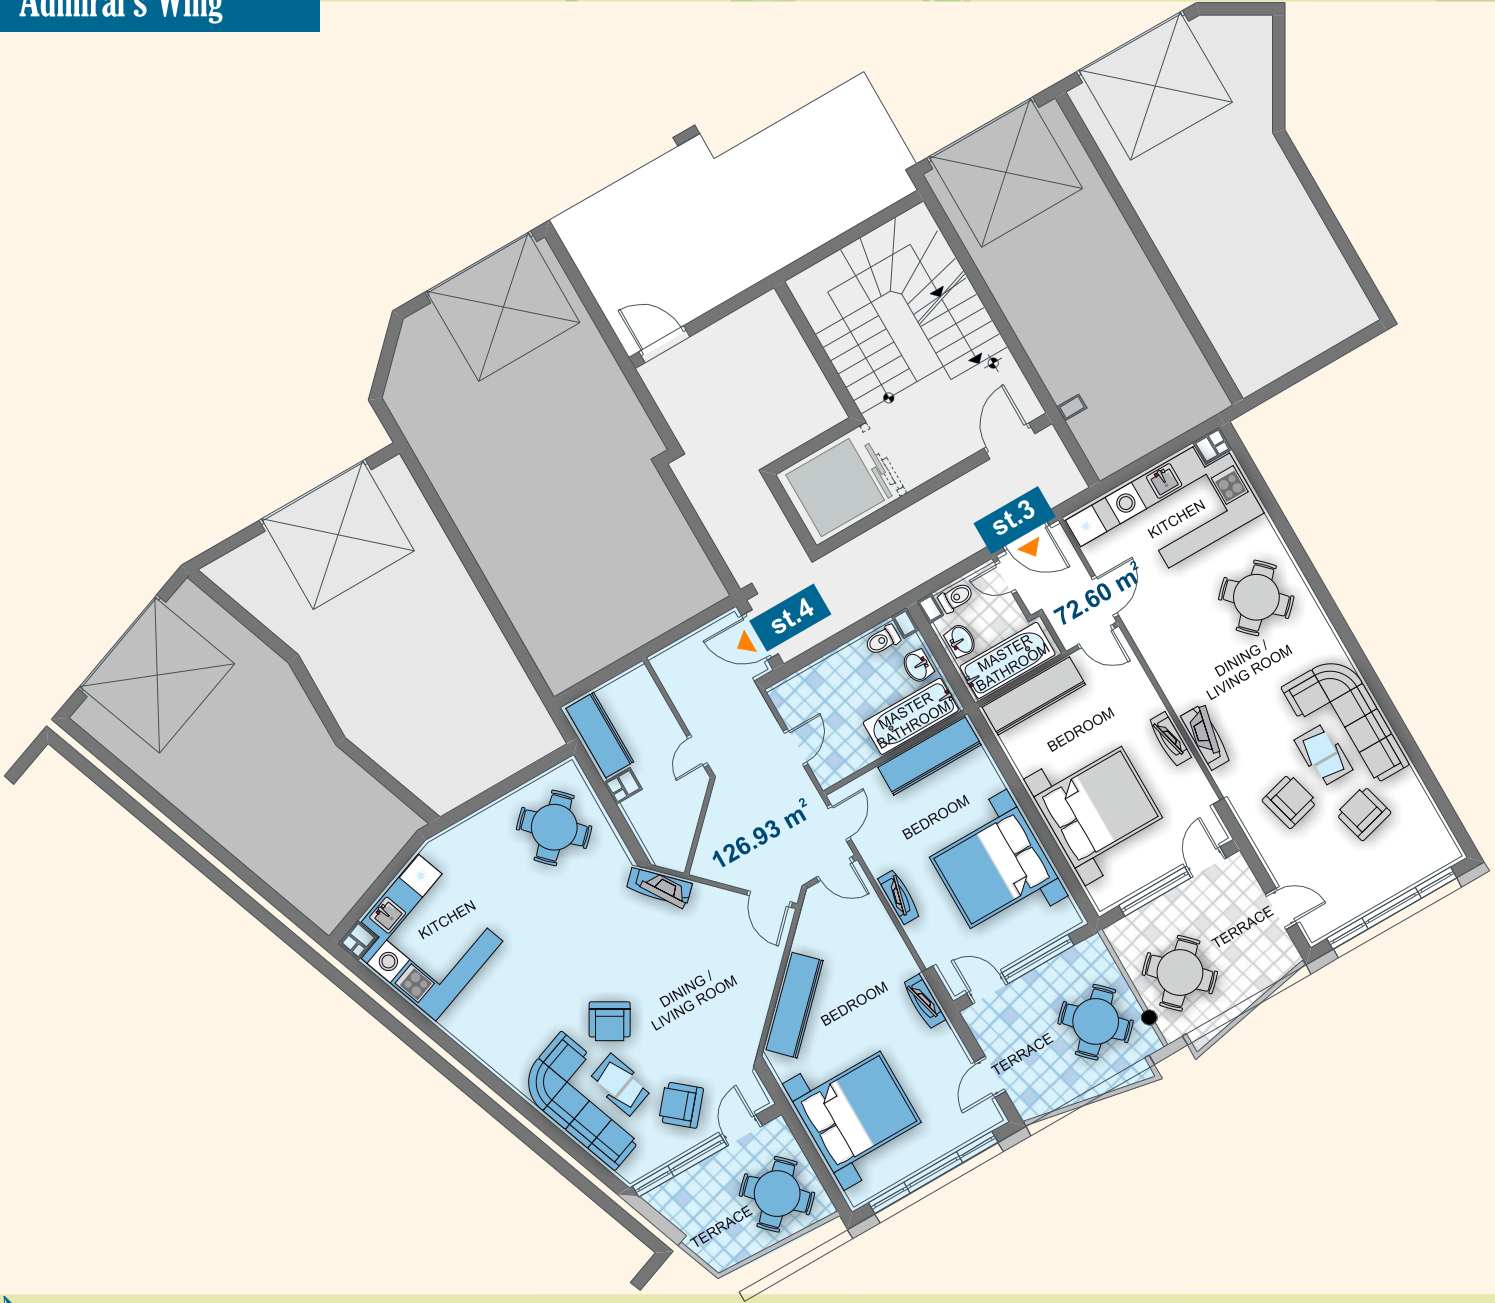 Admiral's Wing
st.3
KITCHEN
72.60 m²
st.4
MASTER
BATHROOM
DINING /
LIVING ROOM
MASTER
BATHROOM
BEDROOM
126.93 m²
BEDROOM
KITCHEN
TERRACE
DINING /
LIVING ROOM
BEDROOM
TERRACE
TERRACE